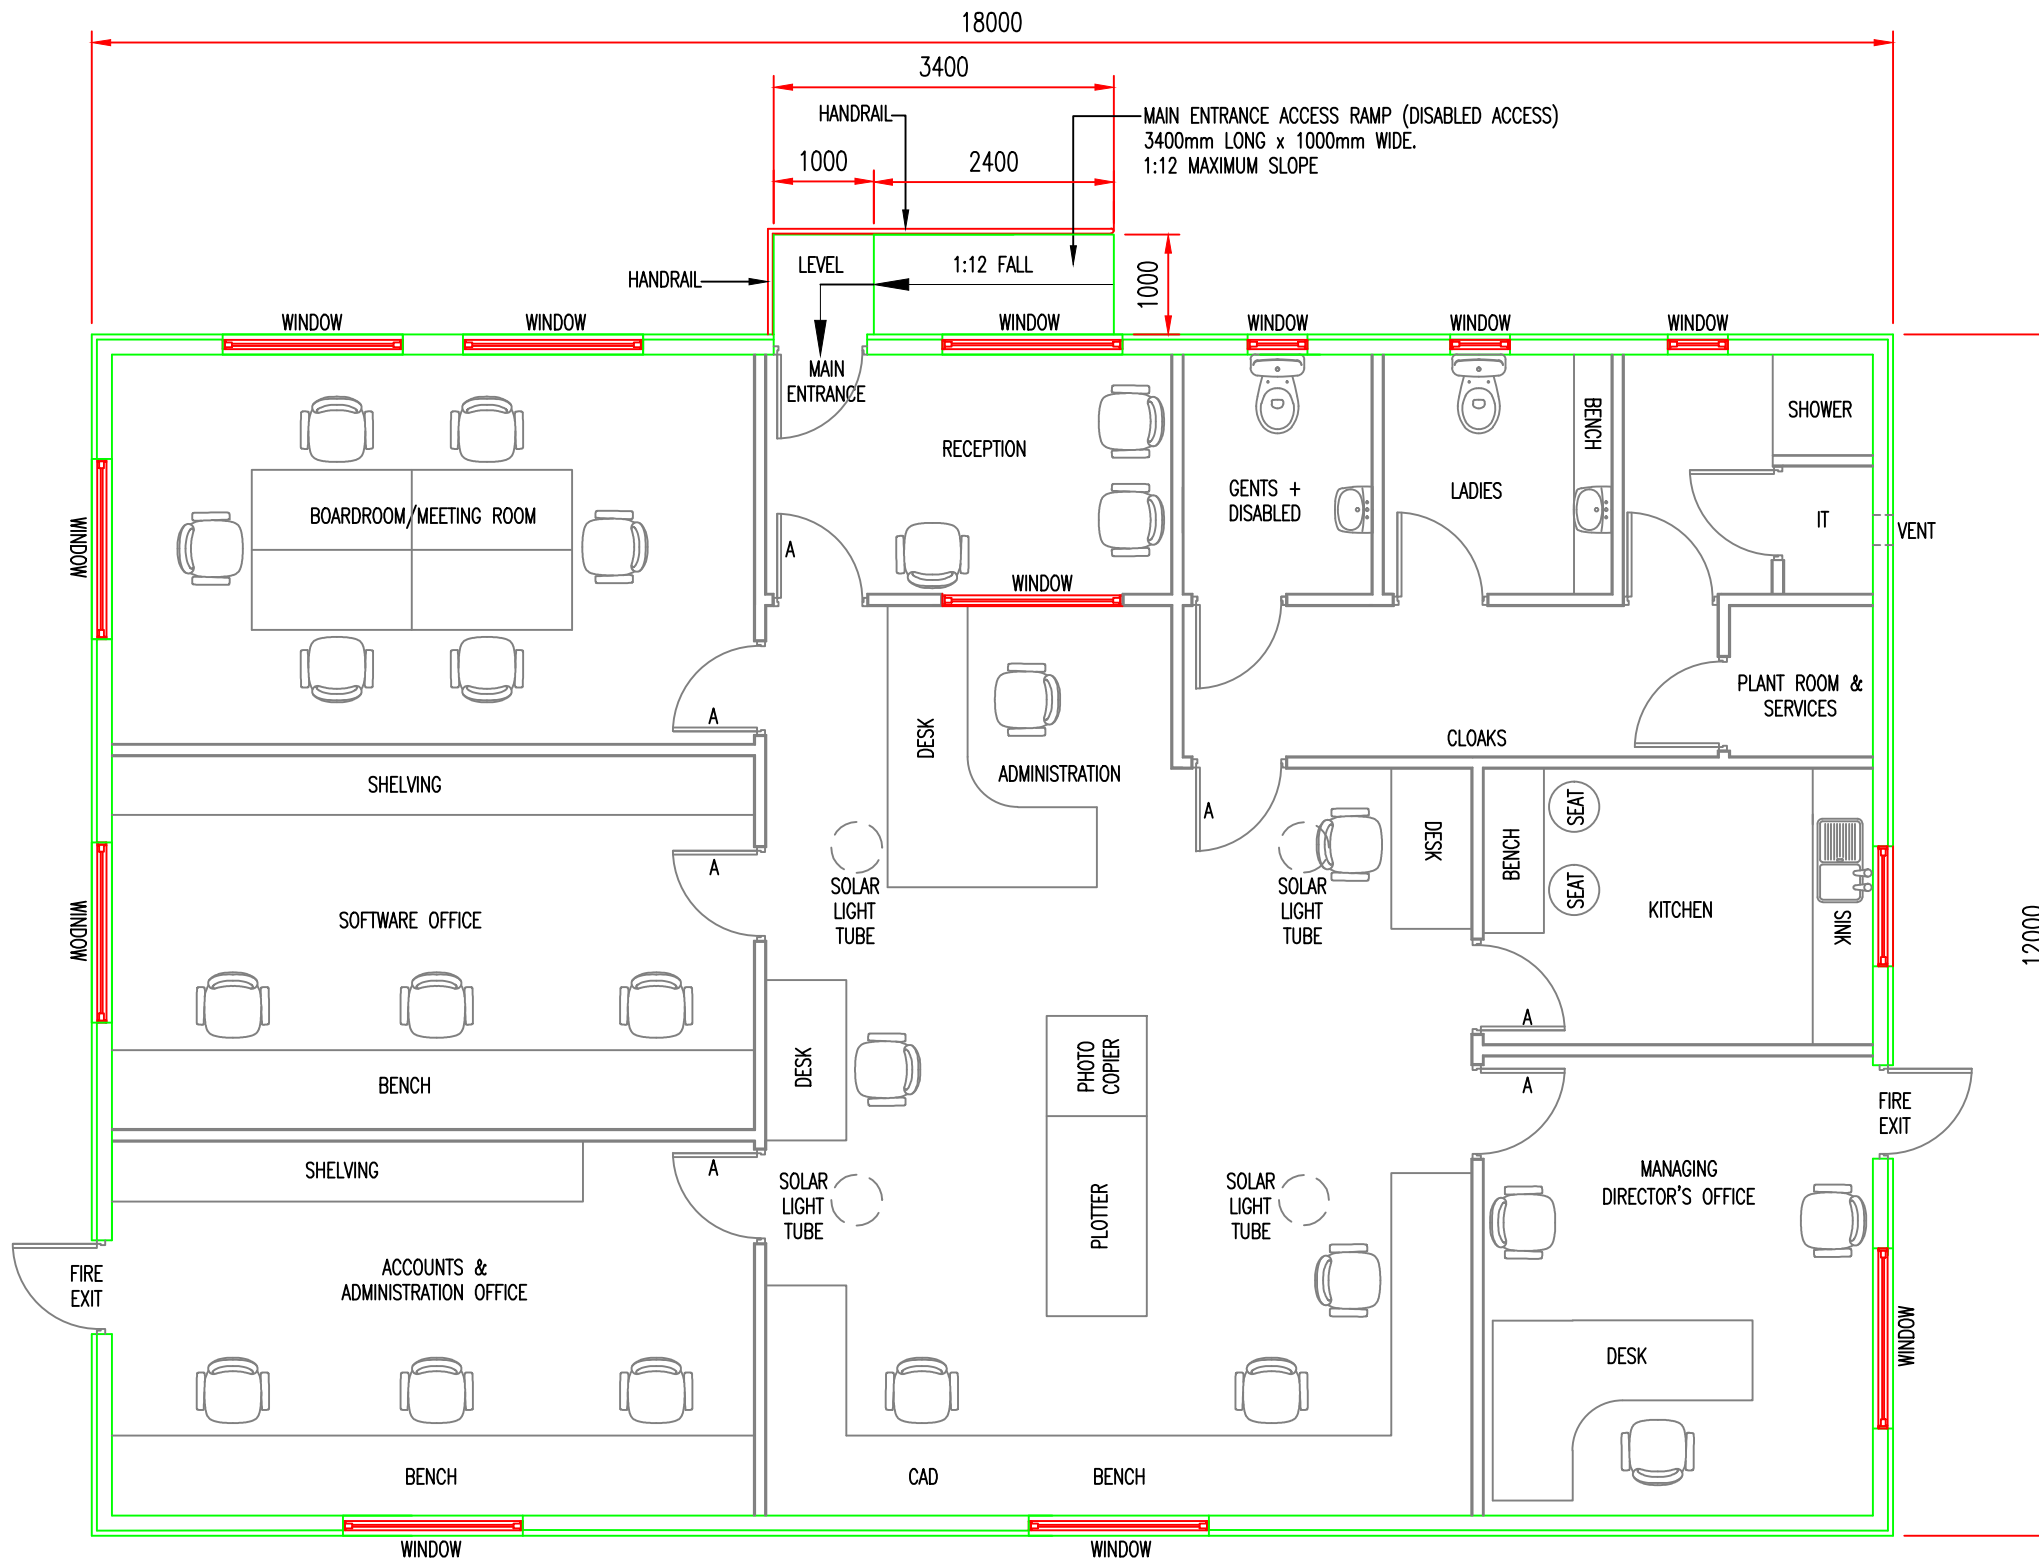 18000
3400
HANDRAIL
MAIN ENTRANCE ACCESS RAMP (DISABLED ACCESS)
3400mm LONG x 1000mm WIDE.
1:12 MAXIMUM SLOPE
1000
2400
HANDRAIL
LEVEL
1:12 FALL
1000
WINDOW
WINDOW
WINDOW
WINDOW
WINDOW
WINDOW
MAIN
ENTRANCE
RECEPTION
BENCH
SHOWER
BOARDROOM/MEETING ROOM
WINDOW
A
GENTS +
DISABLED
LADIES
IT
VENT
WINDOW
A
DESK
ADMINISTRATION
CLOAKS
PLANT ROOM &
SERVICES
SHELVING
A
A
SOLAR
LIGHT
TUBE
SOLAR
LIGHT
TUBE
DESK
BENCH
SEAT
SEAT
KITCHEN
SINK
12000
WINDOW
SOFTWARE OFFICE
BENCH
DESK
PHOTO
COPIER
PLOTTER
A
A
FIRE
EXIT
SHELVING
A
SOLAR
LIGHT
TUBE
SOLAR
LIGHT
TUBE
MANAGING
DIRECTOR'S OFFICE
FIRE
EXIT
ACCOUNTS &
ADMINISTRATION OFFICE
WINDOW
DESK
BENCH
CAD
BENCH
WINDOW
WINDOW